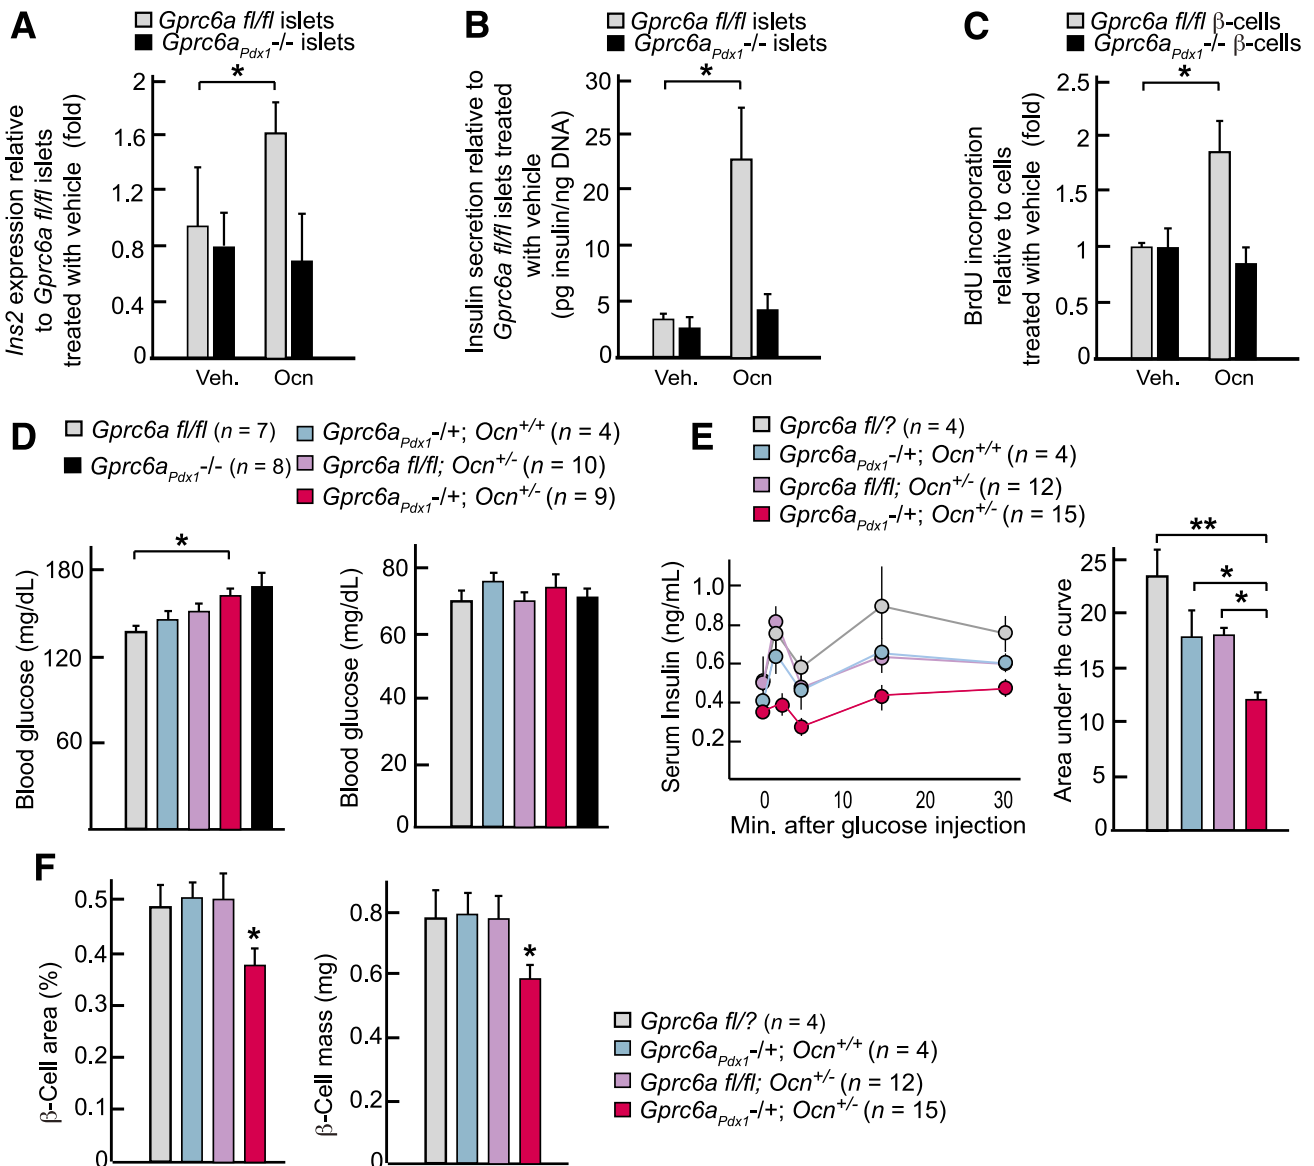 A
Gprc6a fl/fl islets
Gprc6aPdx1-/- islets
Ins2 expression relative
to Gprc6a fl/fl islets
treated with vehicle (fold)
2
1.6
1.2
0.8
0.4
0
*
Veh.
Ocn
B
Gprc6a fl/fl islets
Gprc6aPdx1-/- islets
Insulin secretion relative to
Gprc6a fl/fl islets treated
with vehicle
(pg insulin/ng DNA)
30
25
20
15
10
5
0
*
Veh.
Ocn
C
Gprc6a fl/fl β-cells
Gprc6aPdx1-/- β-cells
BrdU incorporation
relative to cells
treated with vehicle (fold)
2.5
2
1.5
1
0.5
0
*
Veh.
Ocn
D
Gprc6a fl/fl (n = 7)
Gprc6aPdx1-/- (n = 8)
Gprc6aPdx1-/+; Ocn+/+ (n = 4)
Gprc6a fl/fl; Ocn+/- (n = 10)
Gprc6aPdx1-/+; Ocn+/- (n = 9)
Blood glucose (mg/dL)
180
120
60
*
Blood glucose (mg/dL)
80
60
40
20
0
E
Gprc6a fl/? (n = 4)
Gprc6aPdx1-/+; Ocn+/+ (n = 4)
Gprc6a fl/fl; Ocn+/- (n = 12)
Gprc6aPdx1-/+; Ocn+/- (n = 15)
Serum Insulin (ng/mL)
1.0
0.8
0.6
0.4
0.2
0
10
20
30
Min. after glucose injection
Area under the curve
25
20
15
10
5
0
**
*
*
F
β-Cell area (%)
0.5
0.4
0.3
0.2
0.1
0
*
β-Cell mass (mg)
0.8
0.6
0.4
0.2
0
*
Gprc6a fl/? (n = 4)
Gprc6aPdx1-/+; Ocn+/+ (n = 4)
Gprc6a fl/fl; Ocn+/- (n = 12)
Gprc6aPdx1-/+; Ocn+/- (n = 15)